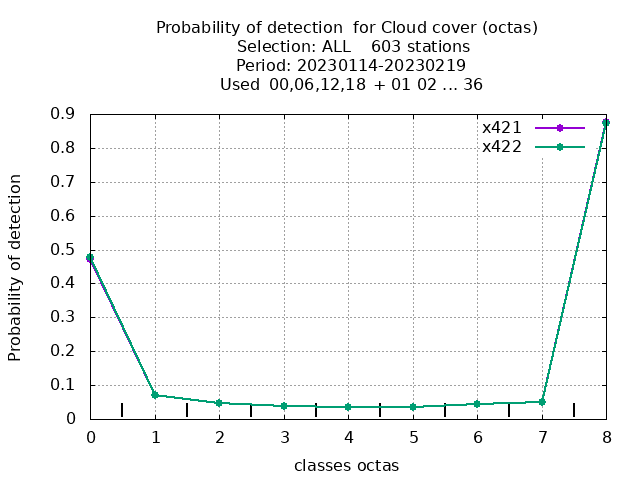 Probability of detection  for Cloud cover (octas)
Selection: ALL    603 stations
Period: 20230114-20230219
Used  00,06,12,18  + 01 02 ... 36
x421
x422
0.9
0.8
0.7
0.6
0.5
0.4
0.3
0.2
0.1
0
Probability of detection
0 1 2 3 4 5 6 7 8
classes octas